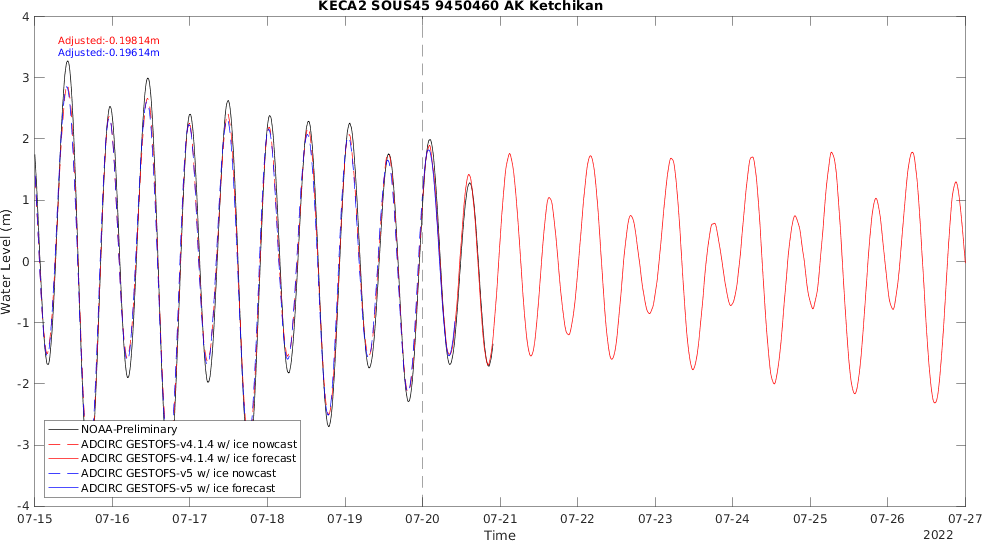 KECA2 SOUS45 9450460 AK Ketchikan
Adjusted:-0.19814m
Adjusted:-0.19614m
4
3
2
1
0
-1
-2
-3
-4
Water Level (m)
NOAA-Preliminary
ADCIRC GESTOFS-v4.1.4 w/ ice nowcast
ADCIRC GESTOFS-v4.1.4 w/ ice forecast
ADCIRC GESTOFS-v5 w/ ice nowcast
ADCIRC GESTOFS-v5 w/ ice forecast
07-15 07-16 07-17 07-18 07-19 07-20 07-21 07-22 07-23 07-24 07-25 07-26 07-27
Time
2022